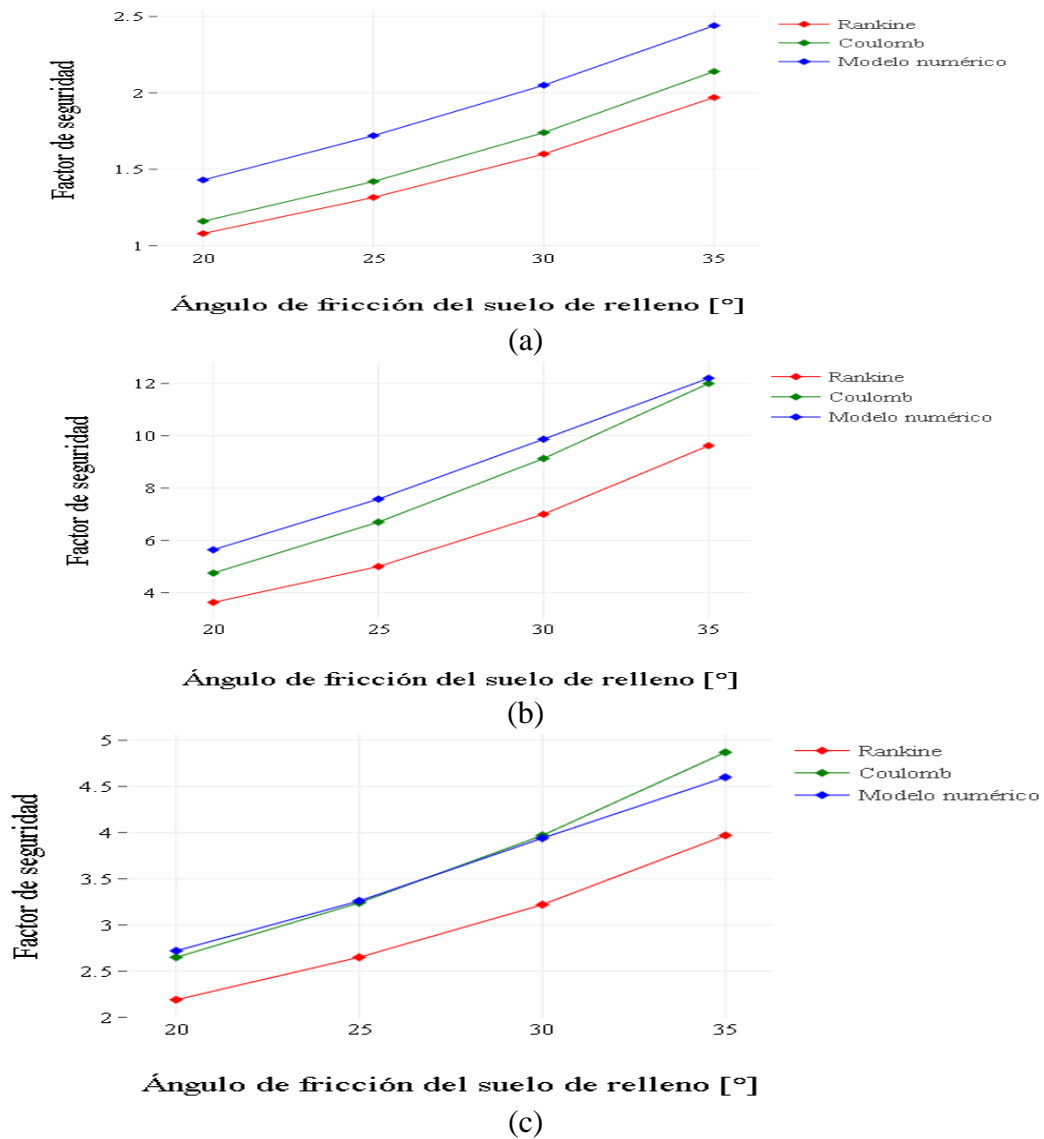 Factor de seguridad
2.5
2
1.5
1
20 25 30 35
Ángulo de fricción del suelo de relleno [°]
Rankine
Coulomb
Modelo numérico
(a)
Factor de seguridad
12
10
8
6
4
20 25 30 35
Ángulo de fricción del suelo de relleno [°]
Rankine
Coulomb
Modelo numérico
(b)
Factor de seguridad
5
4.5
4
3.5
3
2.5
2
20 25 30 35
Ángulo de fricción del suelo de relleno [°]
Rankine
Coulomb
Modelo numérico
(c)